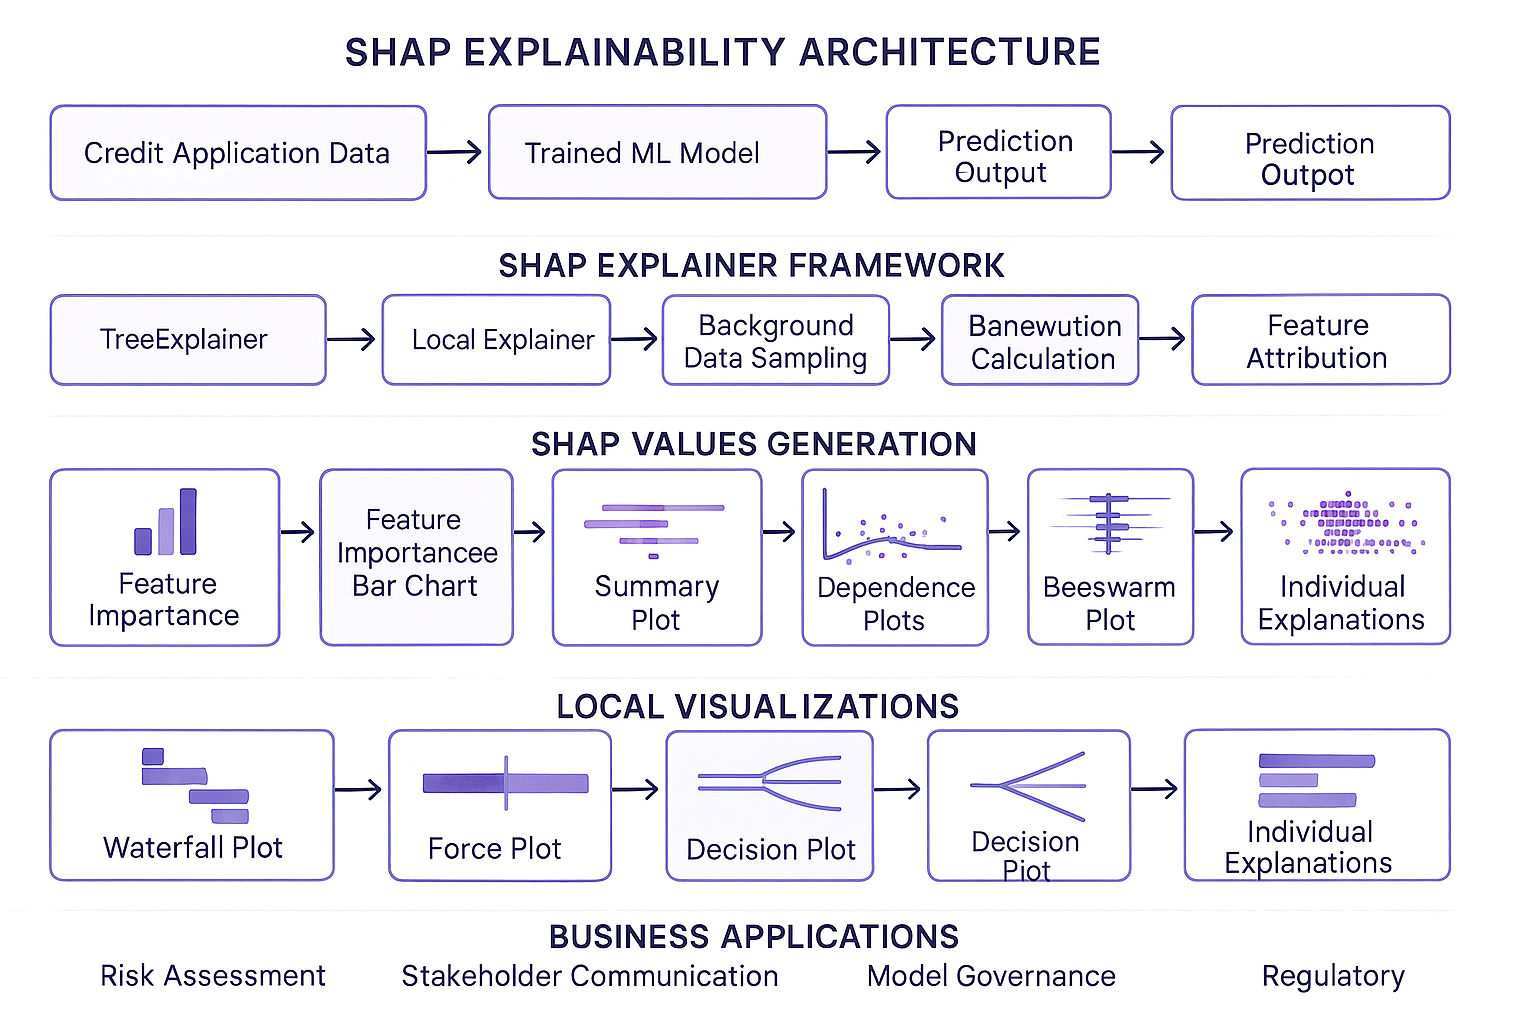 SHAP EXPLAINABILITY ARCHITECTURE
Credit Application Data
Trained ML Model
Prediction
Output
Prediction
Outpot
SHAP EXPLAINER FRAMEWORK
TreeExplainer
Local Explainer
Background
Data Sampling
Banewution
Calculation
Feature
Attribution
SHAP VALUES GENERATION
Feature
Impartance
Feature
Importancee
Bar Chart
Summary
Plot
Dependence
Plots
Beeswarm
Plot
Individual
Explanations
LOCAL VISUALIZATIONS
Waterfall Plot
Force Plot
Decision Plot
Decision
Piot
Individual
Explanations
BUSINESS APPLICATIONS
Risk Assessment
Stakeholder Communication
Model Governance
Regulatory